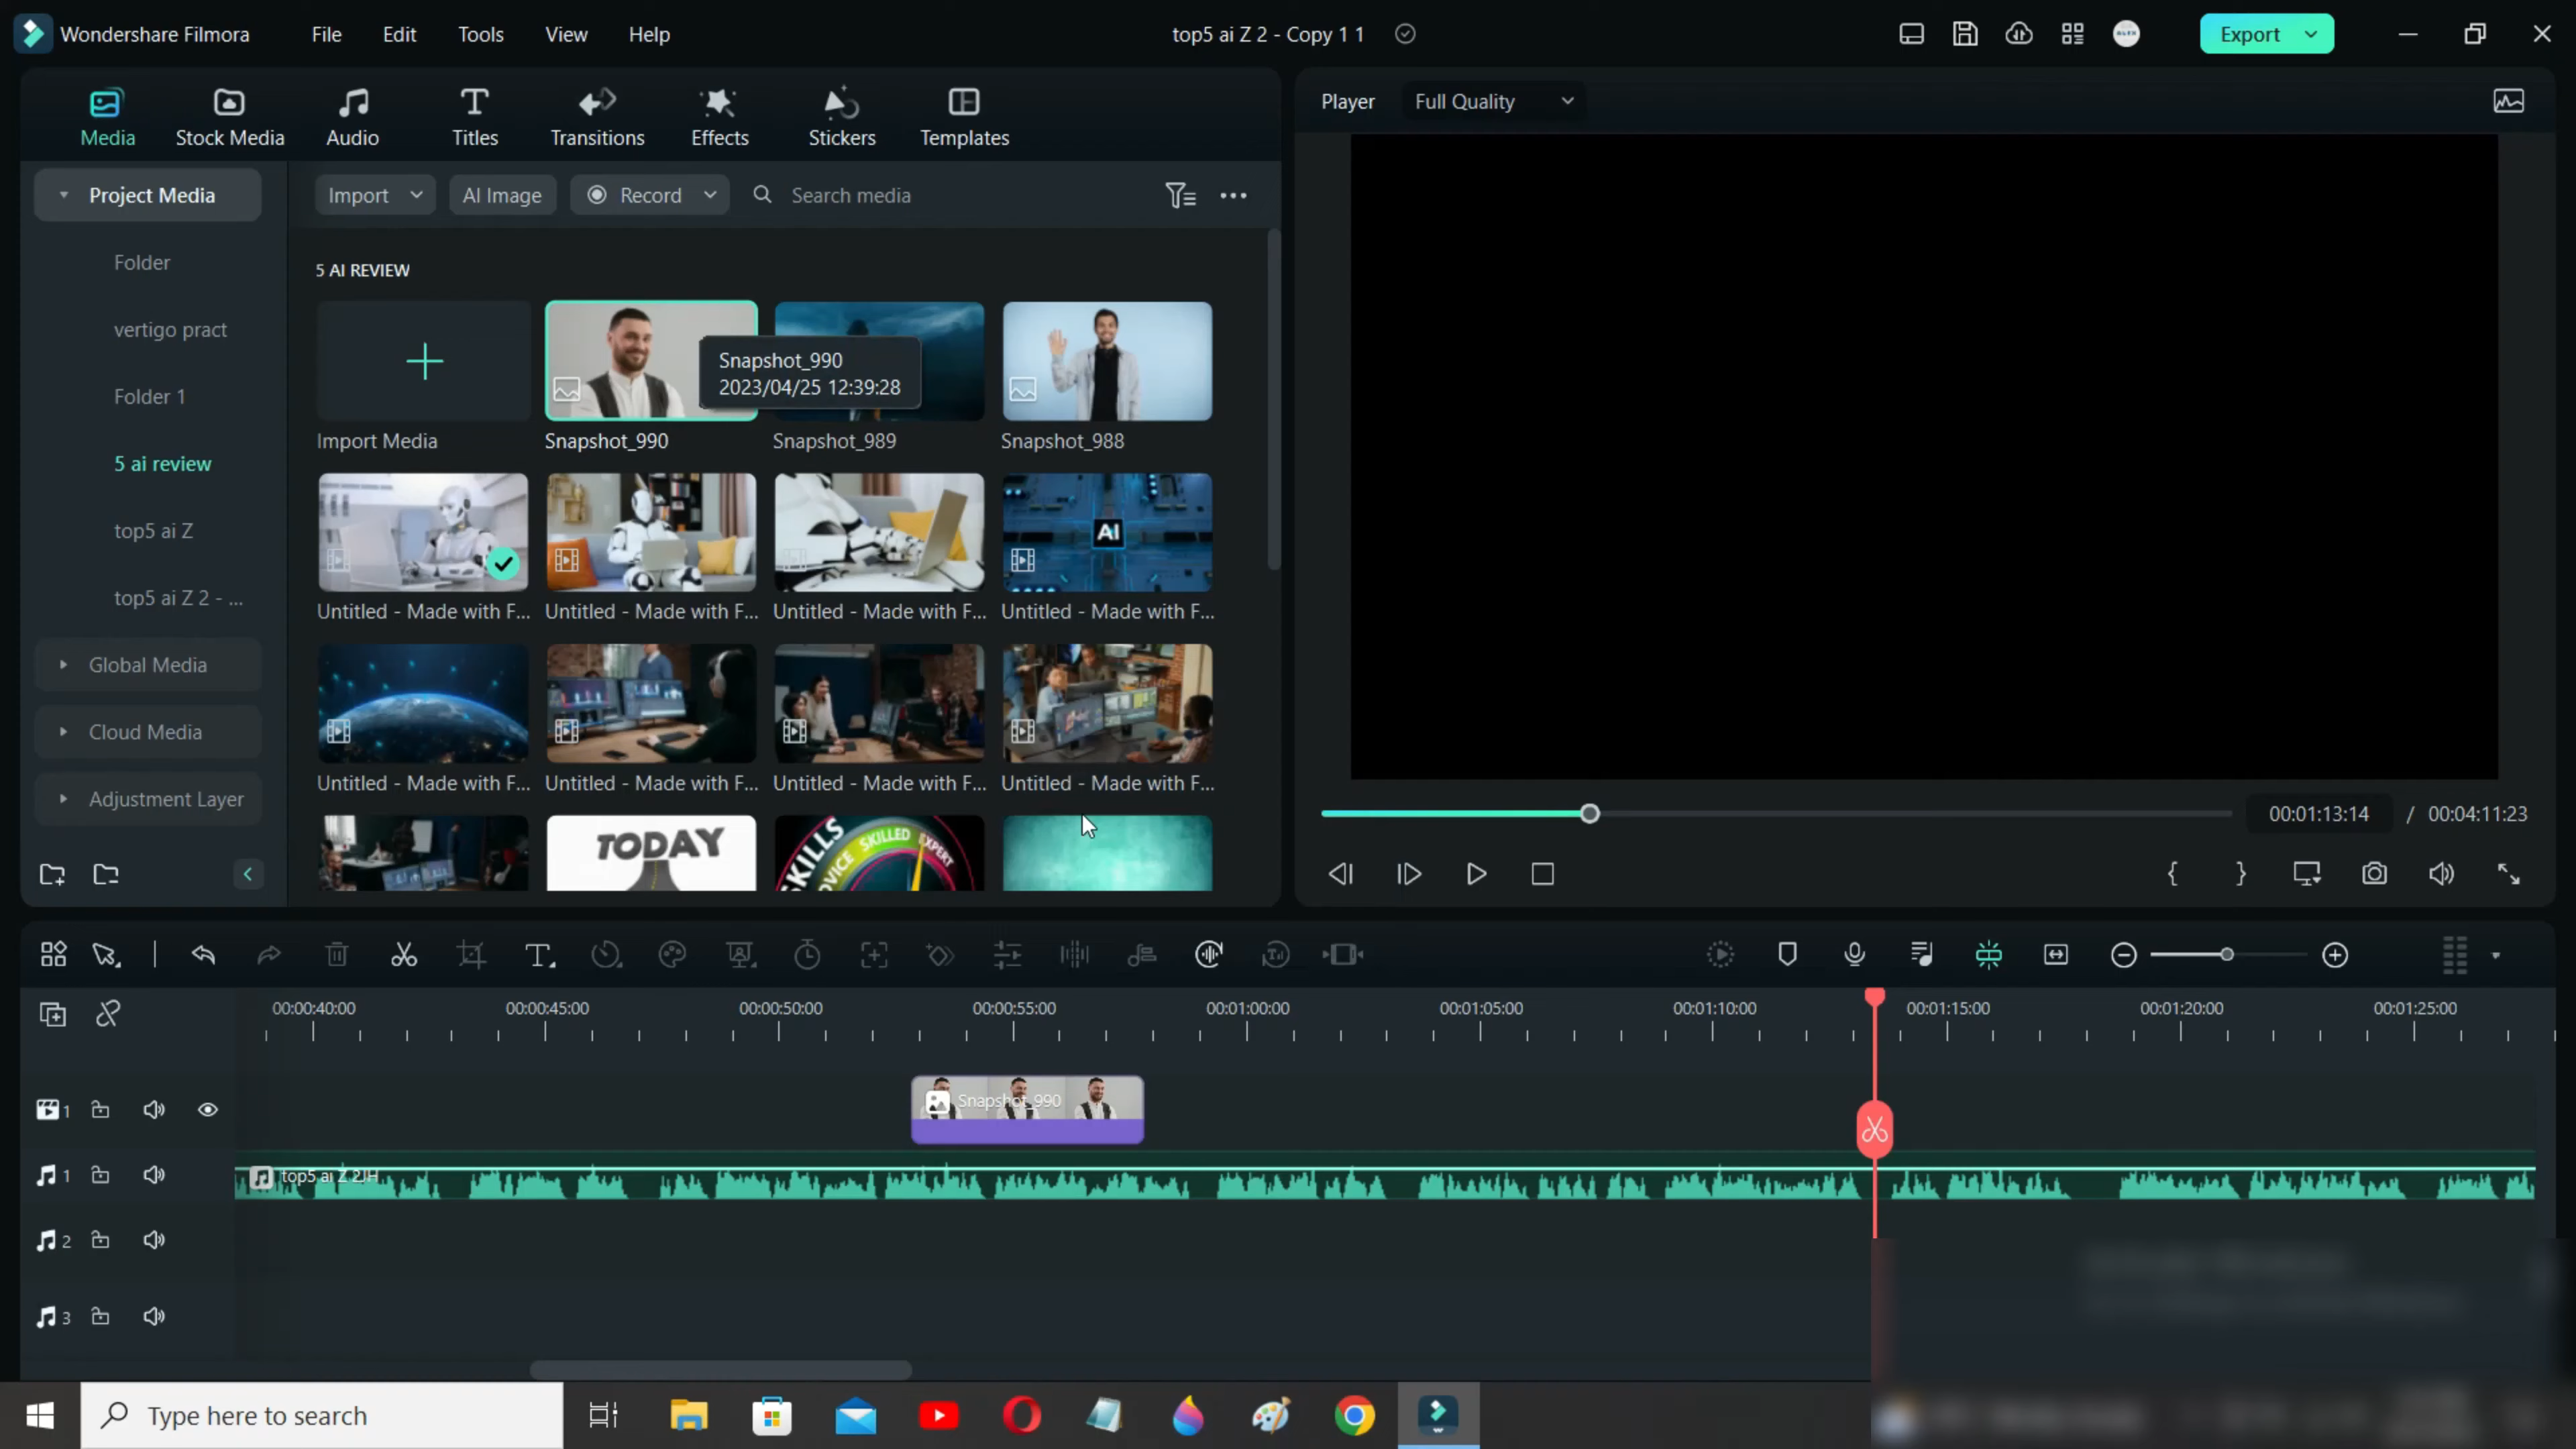 Wondershare Filmora
File
Edit
Tools
View
Help
top5 ai Z 2 - Copy 1 1
Export
Media
Stock Media
Audio
Titles
Transitions
Effects
Stickers
Templates
Player
Full Quality
Project Media
Import
AI Image
Record
Search media
Folder
vertigo pract
Folder 1
5 ai review
top5 ai Z
top5 ai Z 2 - ...
Global Media
Cloud Media
Adjustment Layer
5 AI REVIEW
Snapshot_990
2023/04/25 12:39:28
Import Media
Snapshot_990
Snapshot_989
Snapshot_988
AI
Untitled - Made with F...
Untitled - Made with F...
Untitled - Made with F...
Untitled - Made with F...
Untitled - Made with F...
Untitled - Made with F...
Untitled - Made with F...
Untitled - Made with F...
TODAY
SKILLS
SKILLED
EXPERT
00:01:13:14 / 00:04:11:23
00:00:40:00
00:00:45:00
00:00:50:00
00:00:55:00
00:01:00:00
00:01:05:00
00:01:10:00
00:01:15:00
00:01:20:00
00:01:25:00
1
Snapshot_990
1
top5 ai Z 2JH
2
3
Type here to search